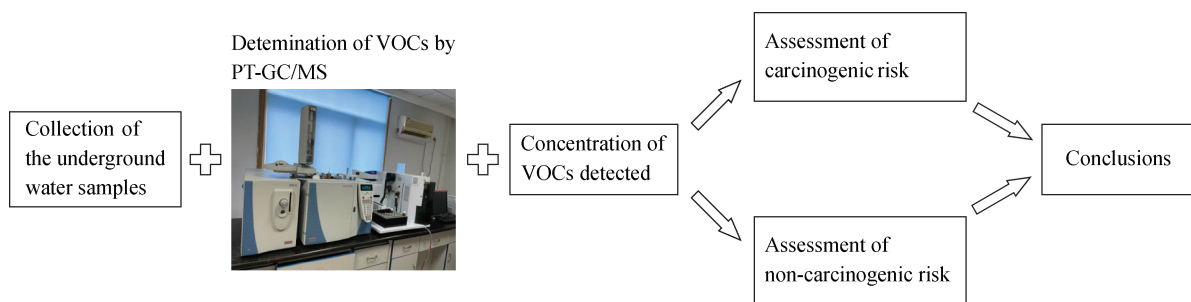 Detemination of VOCs by
PT-GC/MS
Collection of
the underground
water samples
Concentration of
VOCs detected
Assessment of
carcinogenic risk
Assessment of
non-carcinogenic risk
Conclusions